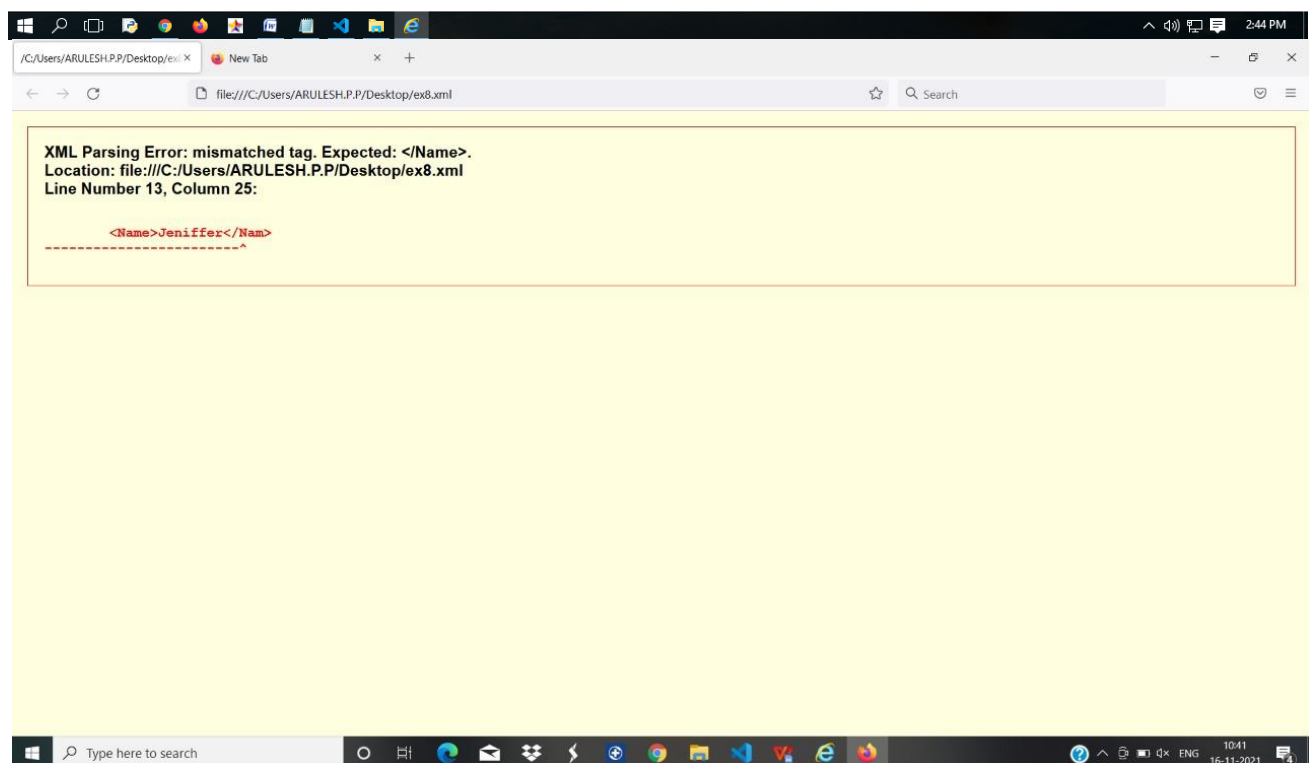 2:44 PM
/C:/Users/ARULESH.P.P/Desktop/ex
New Tab
file:///C:/Users/ARULESH.P.P/Desktop/ex8.xml
Search
XML Parsing Error: mismatched tag. Expected: </Name>.
Location: file:///C:/Users/ARULESH.P.P/Desktop/ex8.xml
Line Number 13, Column 25:
<Name>Jeniffer</Nam>
------------------------^
Type here to search
ENG
10:41
16-11-2021